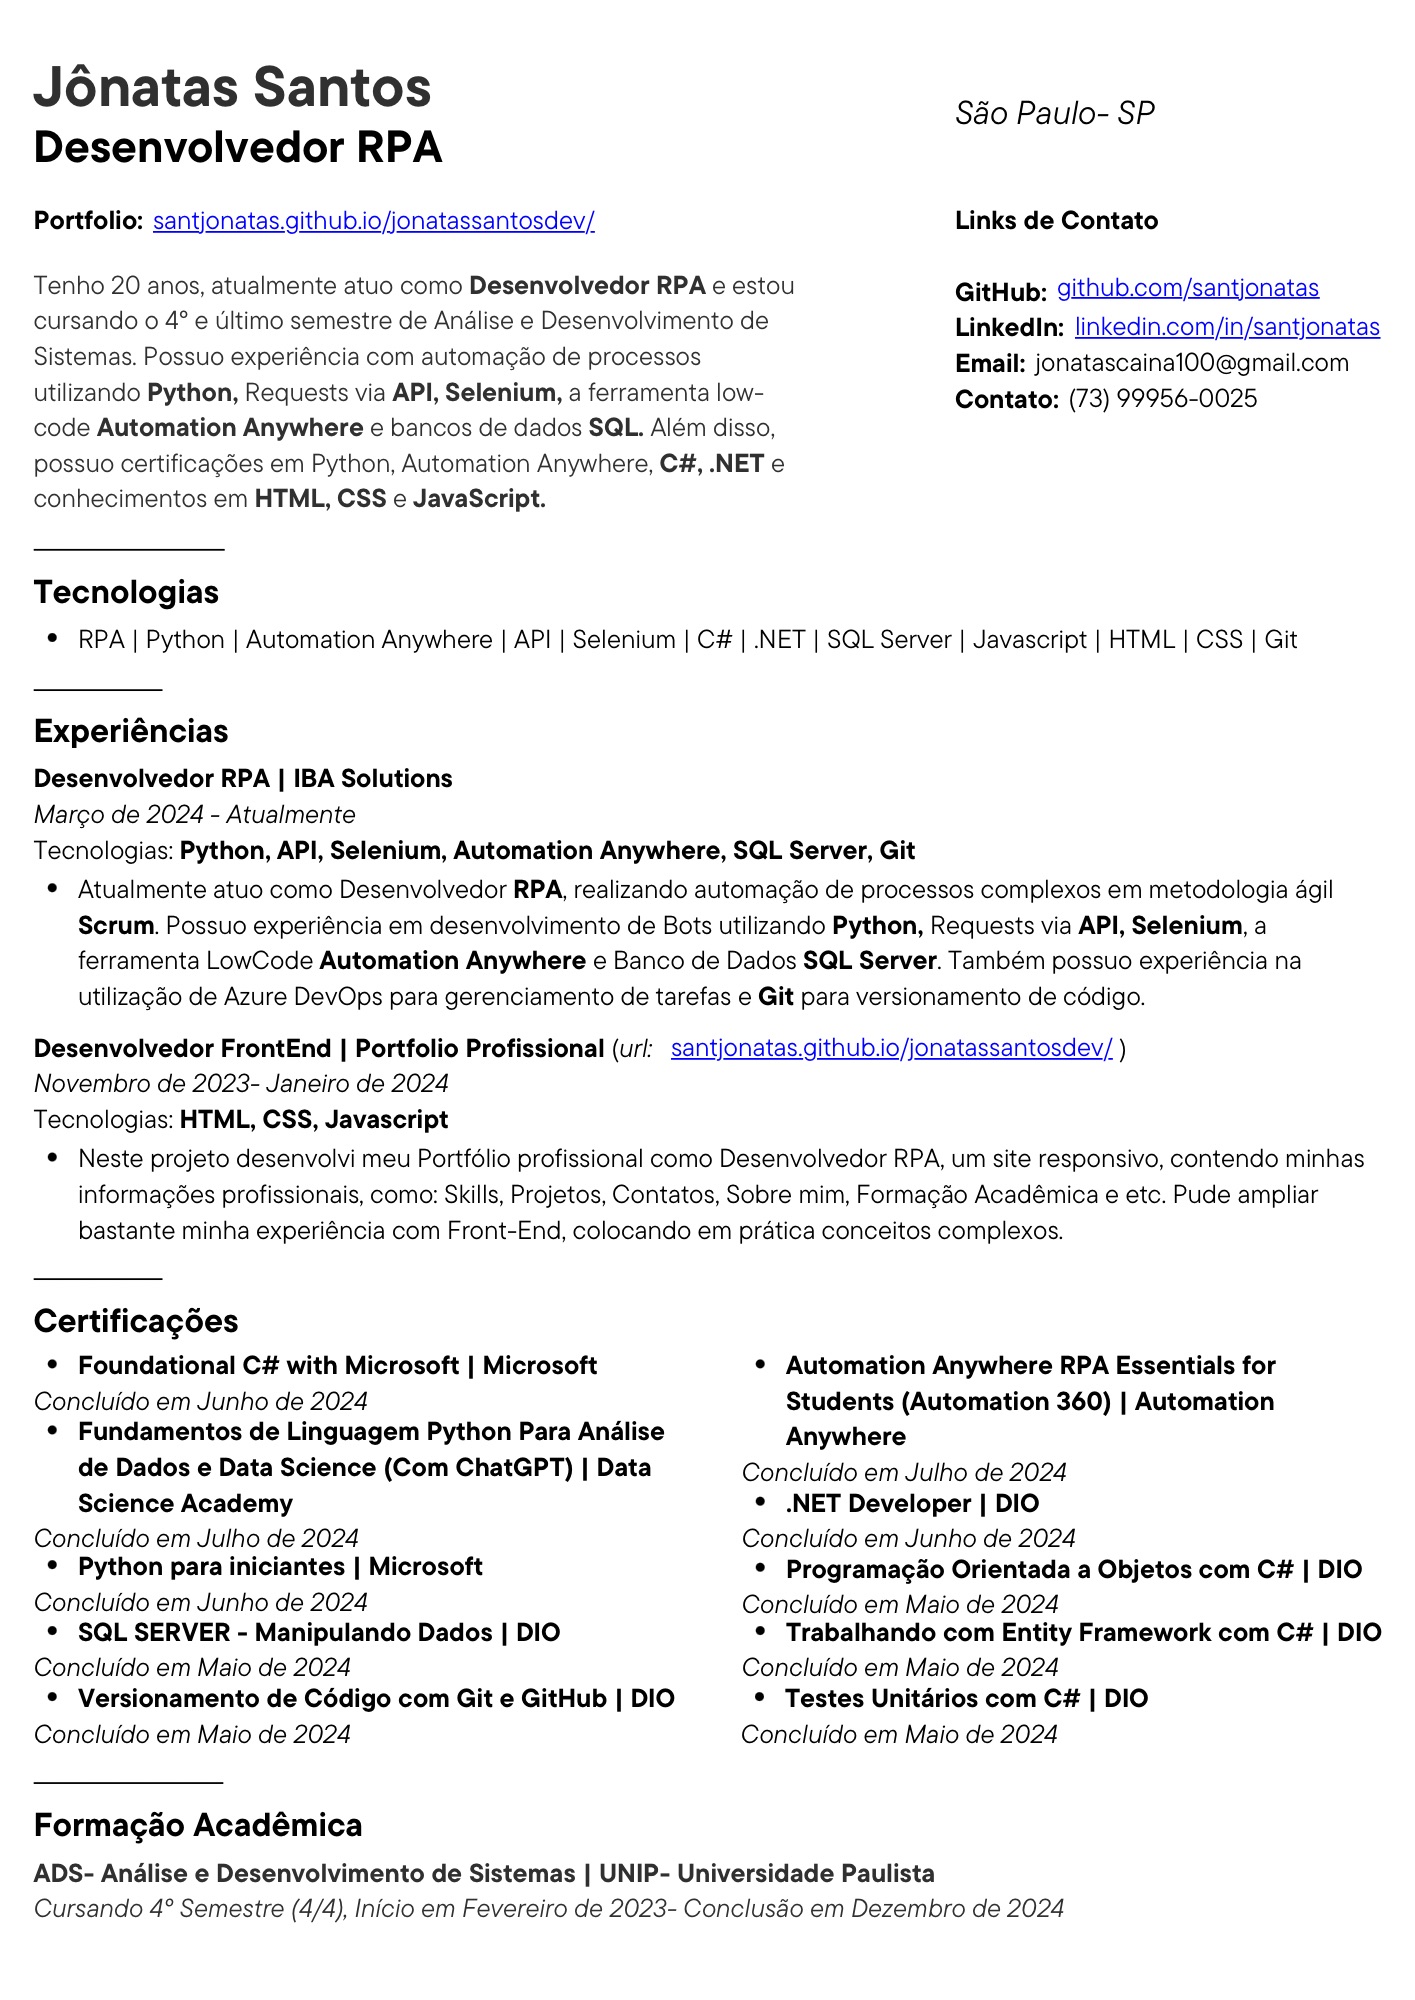 Jônatas Santos
Desenvolvedor RPA
São Paulo- SP
Portfolio: santjonatas.github.io/jonatassantosdev/
Tenho 20 anos, atualmente atuo como Desenvolvedor RPA e estou
cursando o 4° e último semestre de Análise e Desenvolvimento de
Sistemas. Possuo experiência com automação de processos
utilizando Python, Requests via API, Selenium, a ferramenta low-
code Automation Anywhere e bancos de dados SQL. Além disso,
possuo certificações em Python, Automation Anywhere, C#, .NET e
conhecimentos em HTML, CSS e JavaScript.
Links de Contato
GitHub: github.com/santjonatas
LinkedIn: linkedin.com/in/santjonatas
Email: jonatascaina100@gmail.com
Contato: (73) 99956-0025
Tecnologias
• RPA | Python | Automation Anywhere | API | Selenium | C# | .NET | SQL Server | Javascript | HTML | CSS | Git
Experiências
Desenvolvedor RPA | IBA Solutions
Março de 2024 - Atualmente
Tecnologias: Python, API, Selenium, Automation Anywhere, SQL Server, Git
• Atualmente atuo como Desenvolvedor RPA, realizando automação de processos complexos em metodologia ágil
Scrum. Possuo experiência em desenvolvimento de Bots utilizando Python, Requests via API, Selenium, a
ferramenta LowCode Automation Anywhere e Banco de Dados SQL Server. Também possuo experiência na
utilização de Azure DevOps para gerenciamento de tarefas e Git para versionamento de código.
Desenvolvedor FrontEnd | Portfolio Profissional (url: santjonatas.github.io/jonatassantosdev/ )
Novembro de 2023- Janeiro de 2024
Tecnologias: HTML, CSS, Javascript
• Neste projeto desenvolvi meu Portfólio profissional como Desenvolvedor RPA, um site responsivo, contendo minhas
informações profissionais, como: Skills, Projetos, Contatos, Sobre mim, Formação Acadêmica e etc. Pude ampliar
bastante minha experiência com Front-End, colocando em prática conceitos complexos.
Certificações
• Foundational C# with Microsoft | Microsoft
Concluído em Junho de 2024
• Fundamentos de Linguagem Python Para Análise
de Dados e Data Science (Com ChatGPT) | Data
Science Academy
Concluído em Julho de 2024
• Python para iniciantes | Microsoft
Concluído em Junho de 2024
• SQL SERVER - Manipulando Dados | DIO
Concluído em Maio de 2024
• Versionamento de Código com Git e GitHub | DIO
Concluído em Maio de 2024
• Automation Anywhere RPA Essentials for
Students (Automation 360) | Automation
Anywhere
Concluído em Julho de 2024
• .NET Developer | DIO
Concluído em Junho de 2024
• Programação Orientada a Objetos com C# | DIO
Concluído em Maio de 2024
• Trabalhando com Entity Framework com C# | DIO
Concluído em Maio de 2024
• Testes Unitários com C# | DIO
Concluído em Maio de 2024
Formação Acadêmica
ADS- Análise e Desenvolvimento de Sistemas | UNIP- Universidade Paulista
Cursando 4° Semestre (4/4), Início em Fevereiro de 2023- Conclusão em Dezembro de 2024